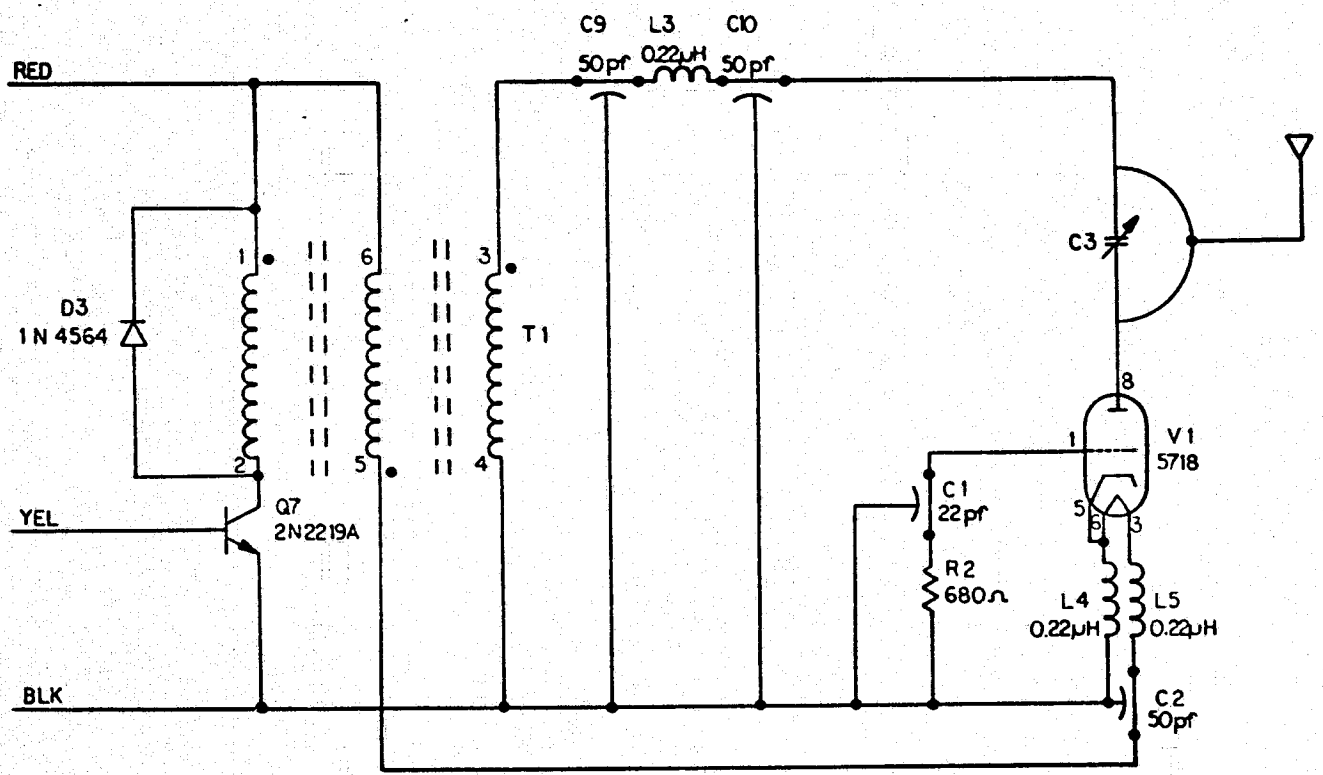 C9 L3 C10
50pf 0.22µH 50pf
RED
C3
1 6 3
D3
1N 4564
T1
8
1
V1
5718
2 5 4
Q7
2N2219A
C1
22pf
5 6 3
YEL
R2
680Ω
L4
0.22µH
L5
0.22µH
BLK
C2
50pf